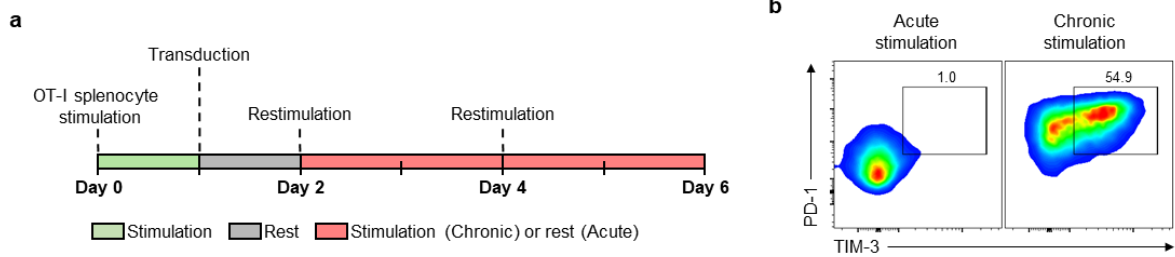 a
Transduction
OT-I splenocyte
stimulation
Restimulation
Restimulation
Day 0
Day 2
Day 4
Day 6
Stimulation
Rest
Stimulation (Chronic) or rest (Acute)
b
Acute
stimulation
Chronic
stimulation
1.0
54.9
PD-1
TIM-3